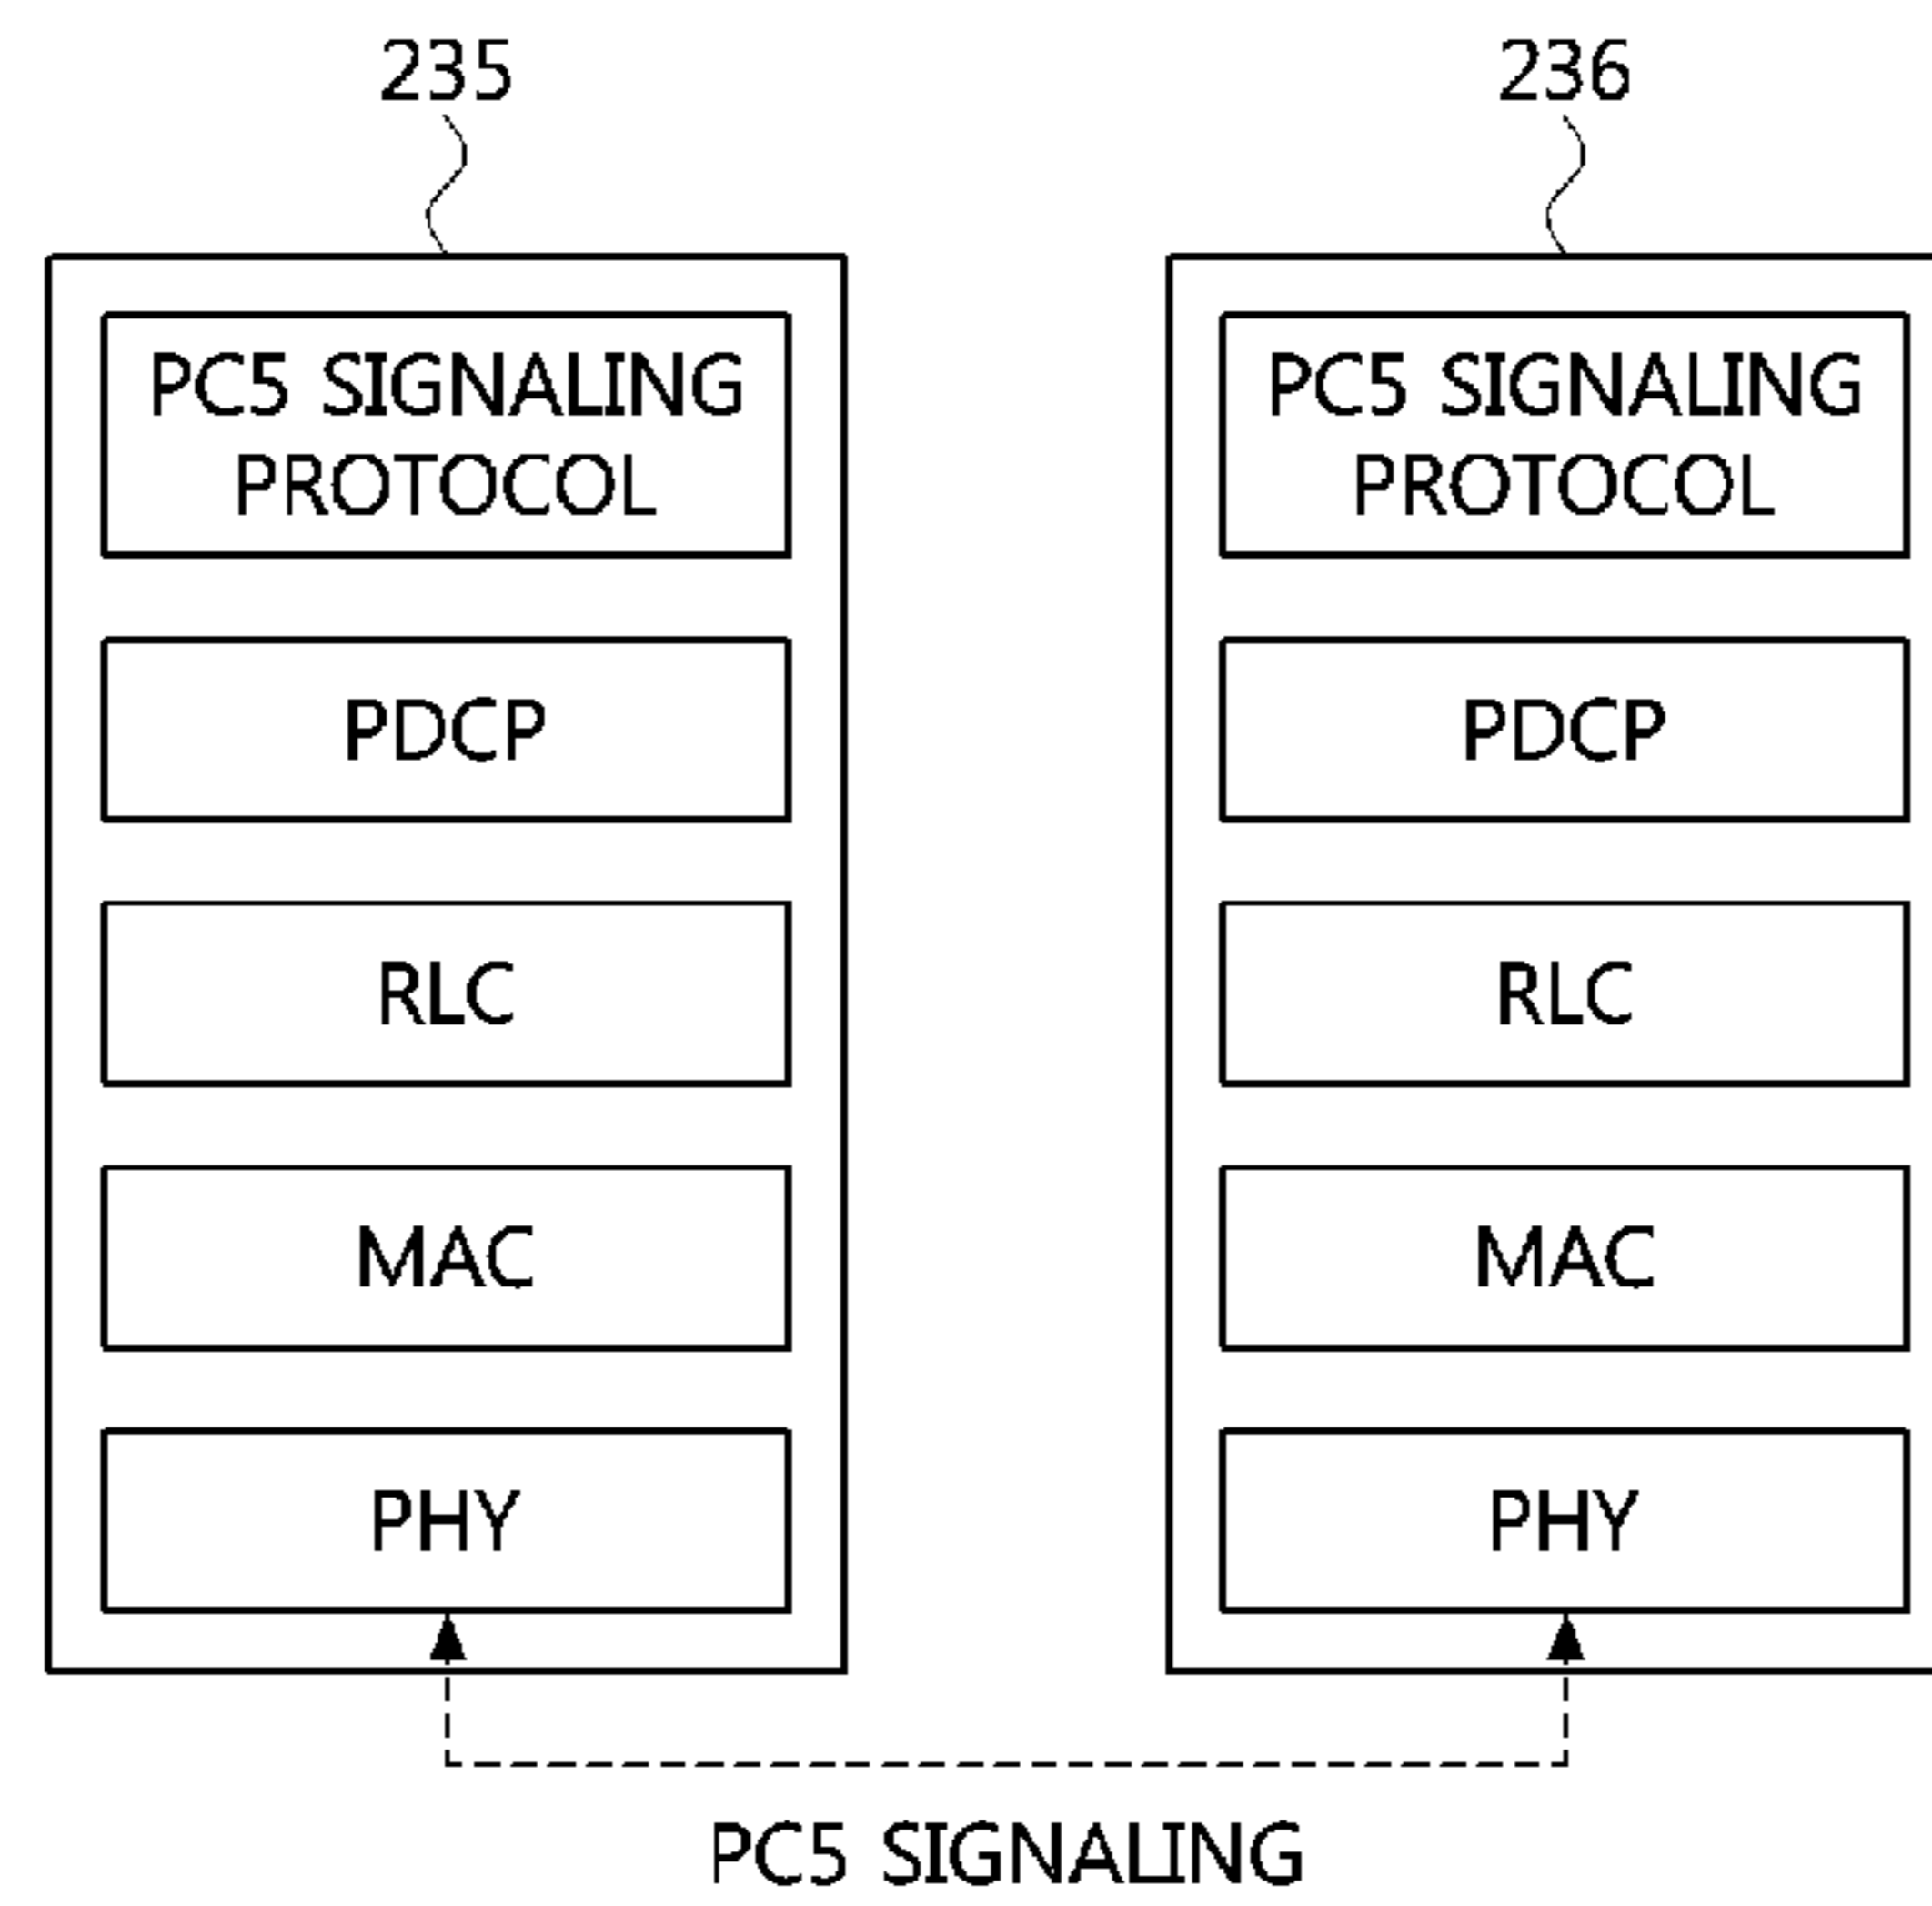 235
PC5 SIGNALING
PROTOCOL
PDCP
RLC
MAC
PHY
236
PC5 SIGNALING
PROTOCOL
PDCP
RLC
MAC
PHY
PC5 SIGNALING